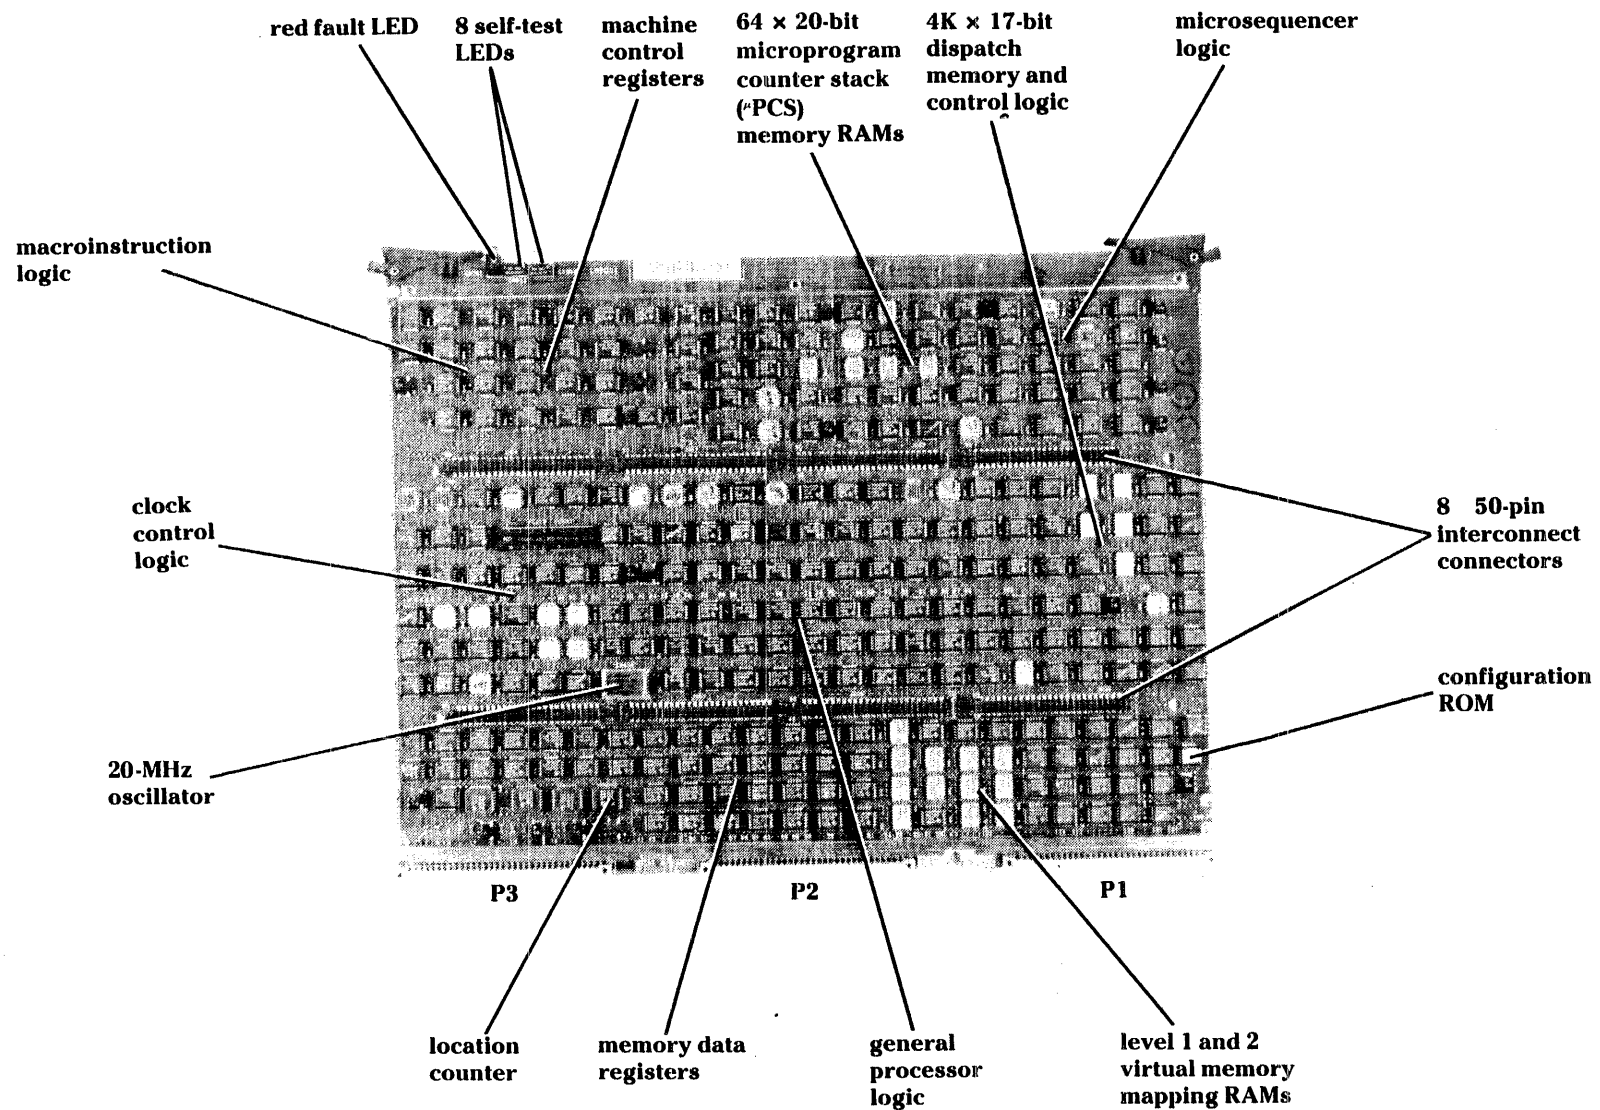 red fault LED
8 self-test
LEDs
machine
control
registers
64 × 20-bit
microprogram
counter stack
(µPCS)
memory RAMs
4K × 17-bit
dispatch
memory and
control logic
microsequencer
logic
macroinstruction
logic
clock
control
logic
8 50-pin
interconnect
connectors
configuration
ROM
20-MHz
oscillator
P3
P2
P1
location
counter
memory data
registers
general
processor
logic
level 1 and 2
virtual memory
mapping RAMs